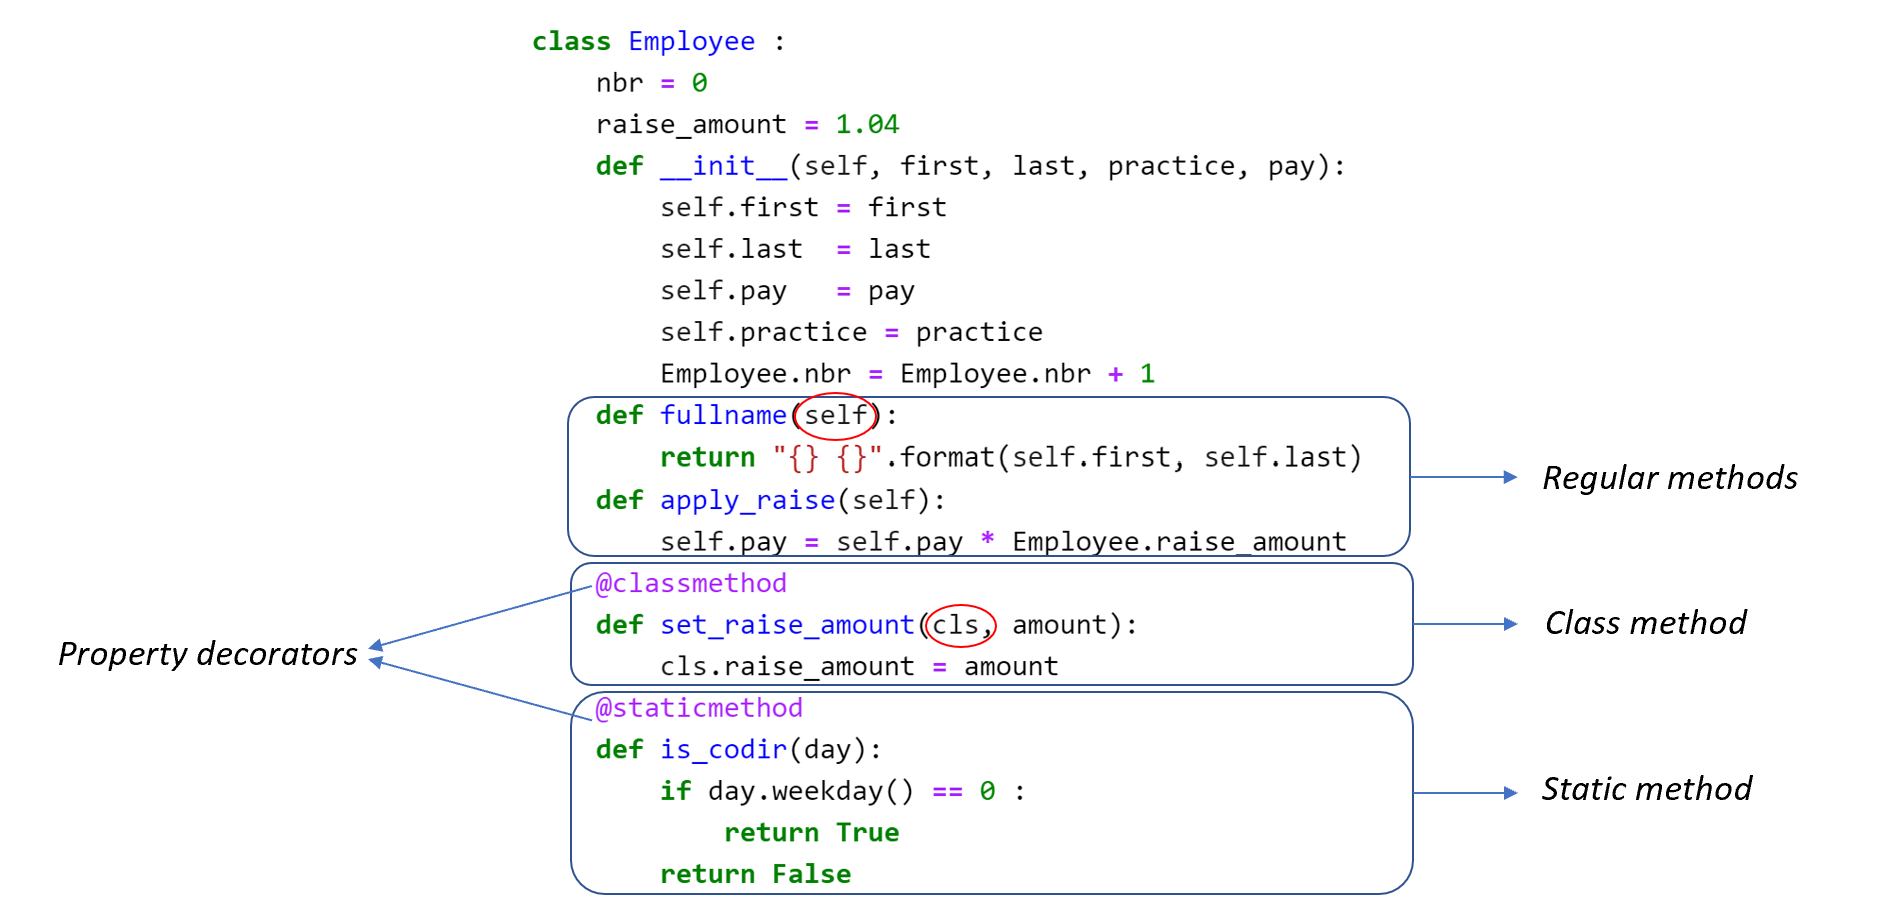 class Employee :
    nbr = 0
    raise_amount = 1.04
    def __init__(self, first, last, practice, pay):
        self.first = first
        self.last  = last
        self.pay   = pay
        self.practice = practice
        Employee.nbr = Employee.nbr + 1
    def fullname(self):
        return "{} {}".format(self.first, self.last)
    def apply_raise(self):
        self.pay = self.pay * Employee.raise_amount
Regular methods
    @classmethod
    def set_raise_amount(cls, amount):
        cls.raise_amount = amount
Class method
Property decorators
    @staticmethod
    def is_codir(day):
        if day.weekday() == 0 :
            return True
        return False
Static method